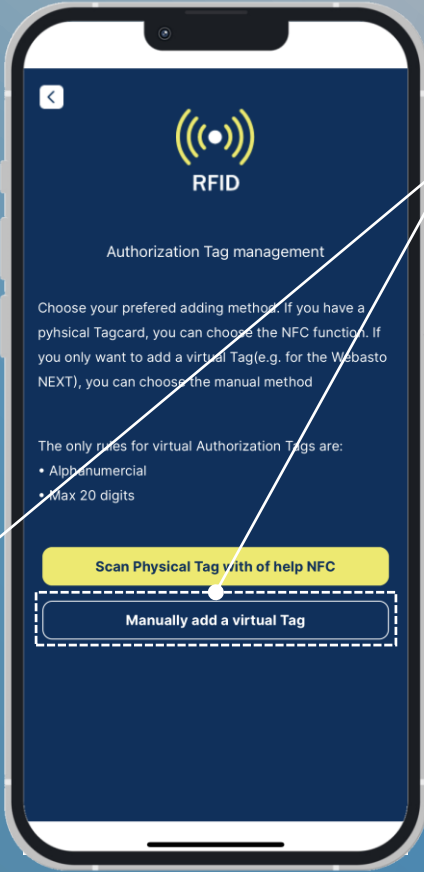 RFID
Authorization Tag management
Choose your prefered adding method. If you have a
pyhsical Tagcard, you can choose the NFC function. If
you only want to add a virtual Tag(e.g. for the Webasto
NEXT), you can choose the manual method
The only rules for virtual Authorization Tags are:
• Alphanumercial
• Max 20 digits
Scan Physical Tag with of help NFC
Manually add a virtual Tag